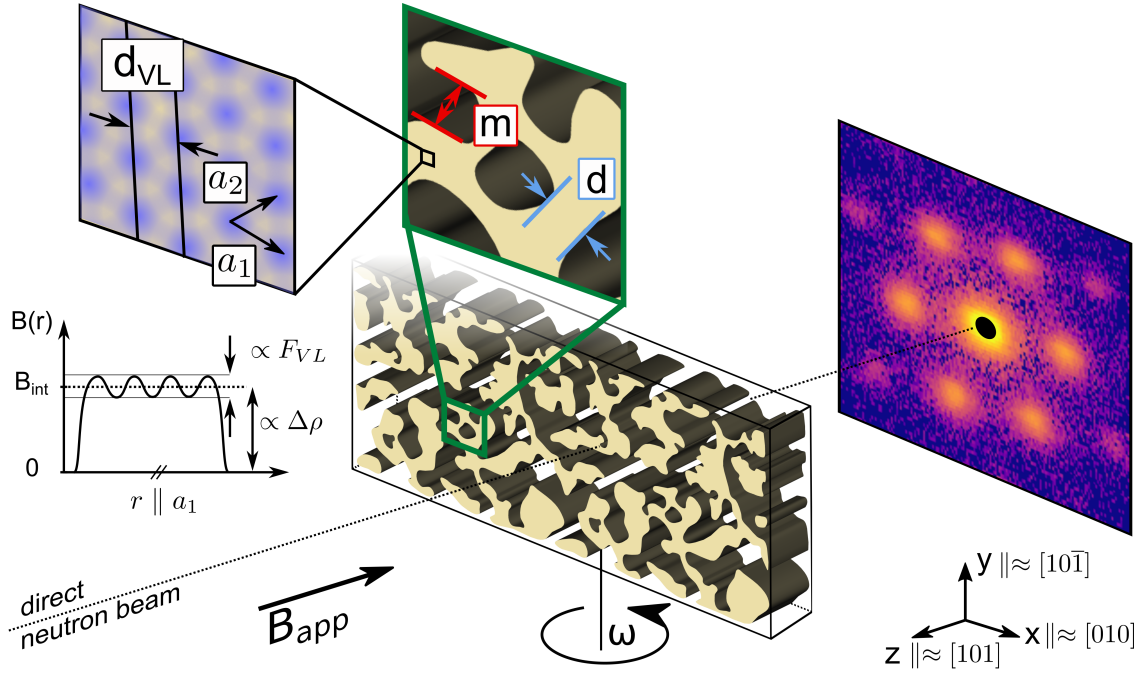 d_VL
a_2
a_1
m
d
B(r)
B_int
0
∝ F_VL
∝ Δρ
r ∥ a_1
direct
neutron beam
B_app
ω
y ∥≈ [101̅]
x ∥≈ [010]
z ∥≈ [101]